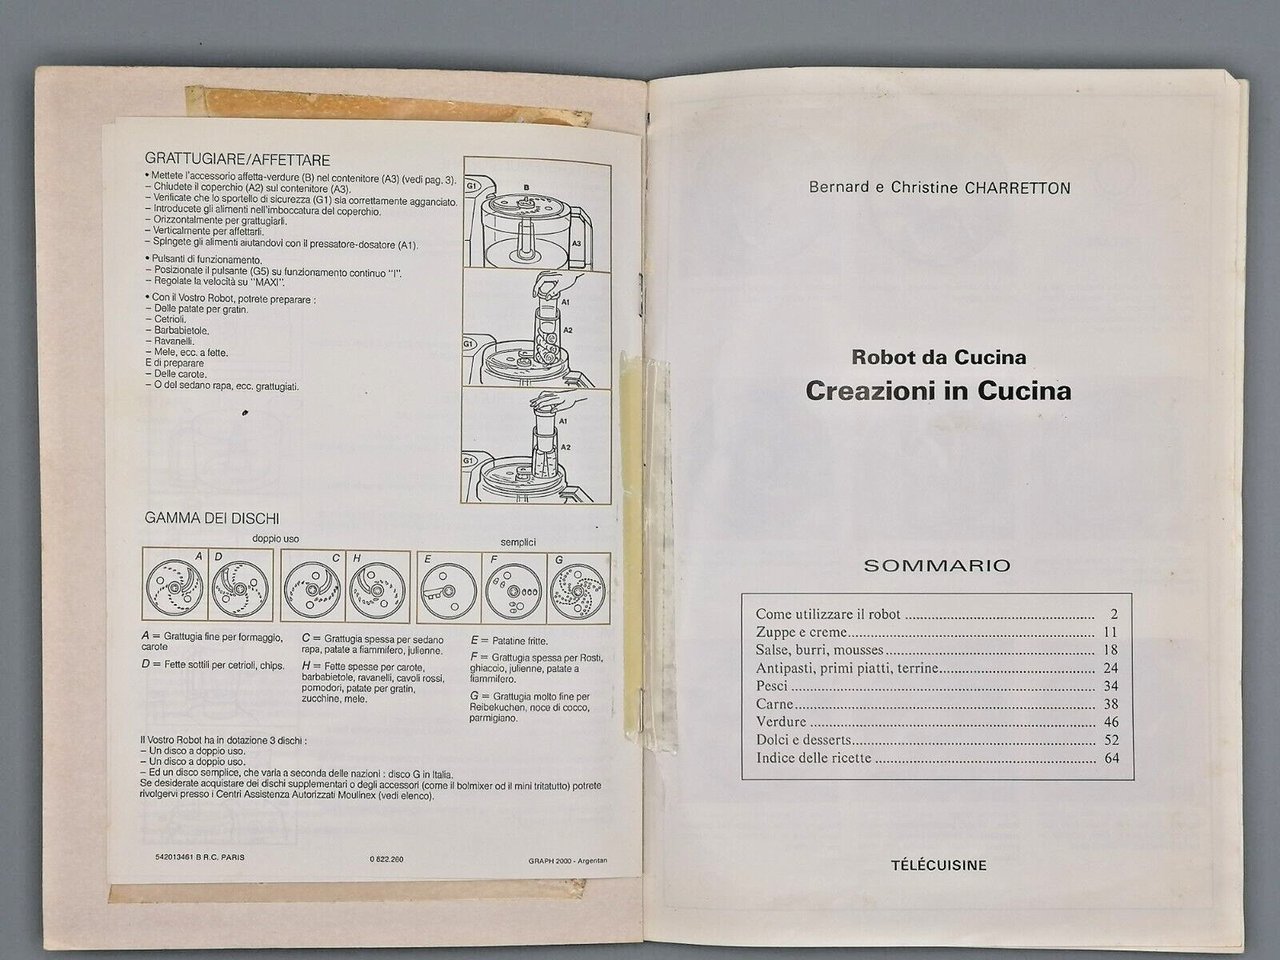 GRATTUGIARE/AFFETTARE
• Mettete l'accessorio affetta-verdure (B) nel contenitore (A3) (vedi pag. 3).
– Chiudete il coperchio (A2) sul contenitore (A3).
– Verificate che lo sportello di sicurezza (G1) sia correttamente agganciato.
– Introducete gli alimenti nell'imboccatura del coperchio.
– Orizzontalmente per grattugiarli.
– Verticalmente per affettarli.
– Spingete gli alimenti aiutandovi con il pressatore-dosatore (A1).
• Pulsanti di funzionamento.
– Posizionate il pulsante (G5) su funzionamento continuo "I".
– Regolate la velocità su "MAXI".
• Con il Vostro Robot, potrete preparare :
– Delle patate per gratin.
– Cetrioli.
– Barbabietole.
– Ravanelli.
– Mele, ecc. a fette.
E di preparare
– Delle carote.
– O del sedano rapa, ecc. grattugiati.
G1
B
A3
A1
A2
G1
A1
A2
G1
GAMMA DEI DISCHI
doppio uso
semplici
A D C H E F G
A = Grattugia fine per formaggio,
carote
D = Fette sottili per cetrioli, chips.
C = Grattugia spessa per sedano
rapa, patate a fiammifero, julienne.
H = Fette spesse per carote,
barbabietole, ravanelli, cavoli rossi,
pomodori, patate per gratin,
zucchine, mele.
E = Patatine fritte.
F = Grattugia spessa per Rosti,
ghiaccio, julienne, patate a
fiammifero.
G = Grattugia molto fine per
Reibekuchen, noce di cocco,
parmigiano.
Il Vostro Robot ha in dotazione 3 dischi :
– Un disco a doppio uso.
– Un disco a doppio uso.
– Ed un disco semplice, che varia a seconda delle nazioni : disco G in Italia.
Se desiderate acquistare dei dischi supplementari o degli accessori (come il bolmixer od il mini tritatutto) potrete
rivolgervi presso i Centri Assistenza Autorizzati Moulinex (vedi elenco).
542013461 B R.C. PARIS
0 822.260
GRAPH 2000 - Argentan
Bernard e Christine CHARRETTON
Robot da Cucina
Creazioni in Cucina
SOMMARIO
Come utilizzare il robot ........ 2
Zuppe e creme........ 11
Salse, burri, mousses........ 18
Antipasti, primi piatti, terrine........ 24
Pesci ........ 34
Carne........ 38
Verdure ........ 46
Dolci e desserts........ 52
Indice delle ricette ........ 64
TÉLÉCUISINE